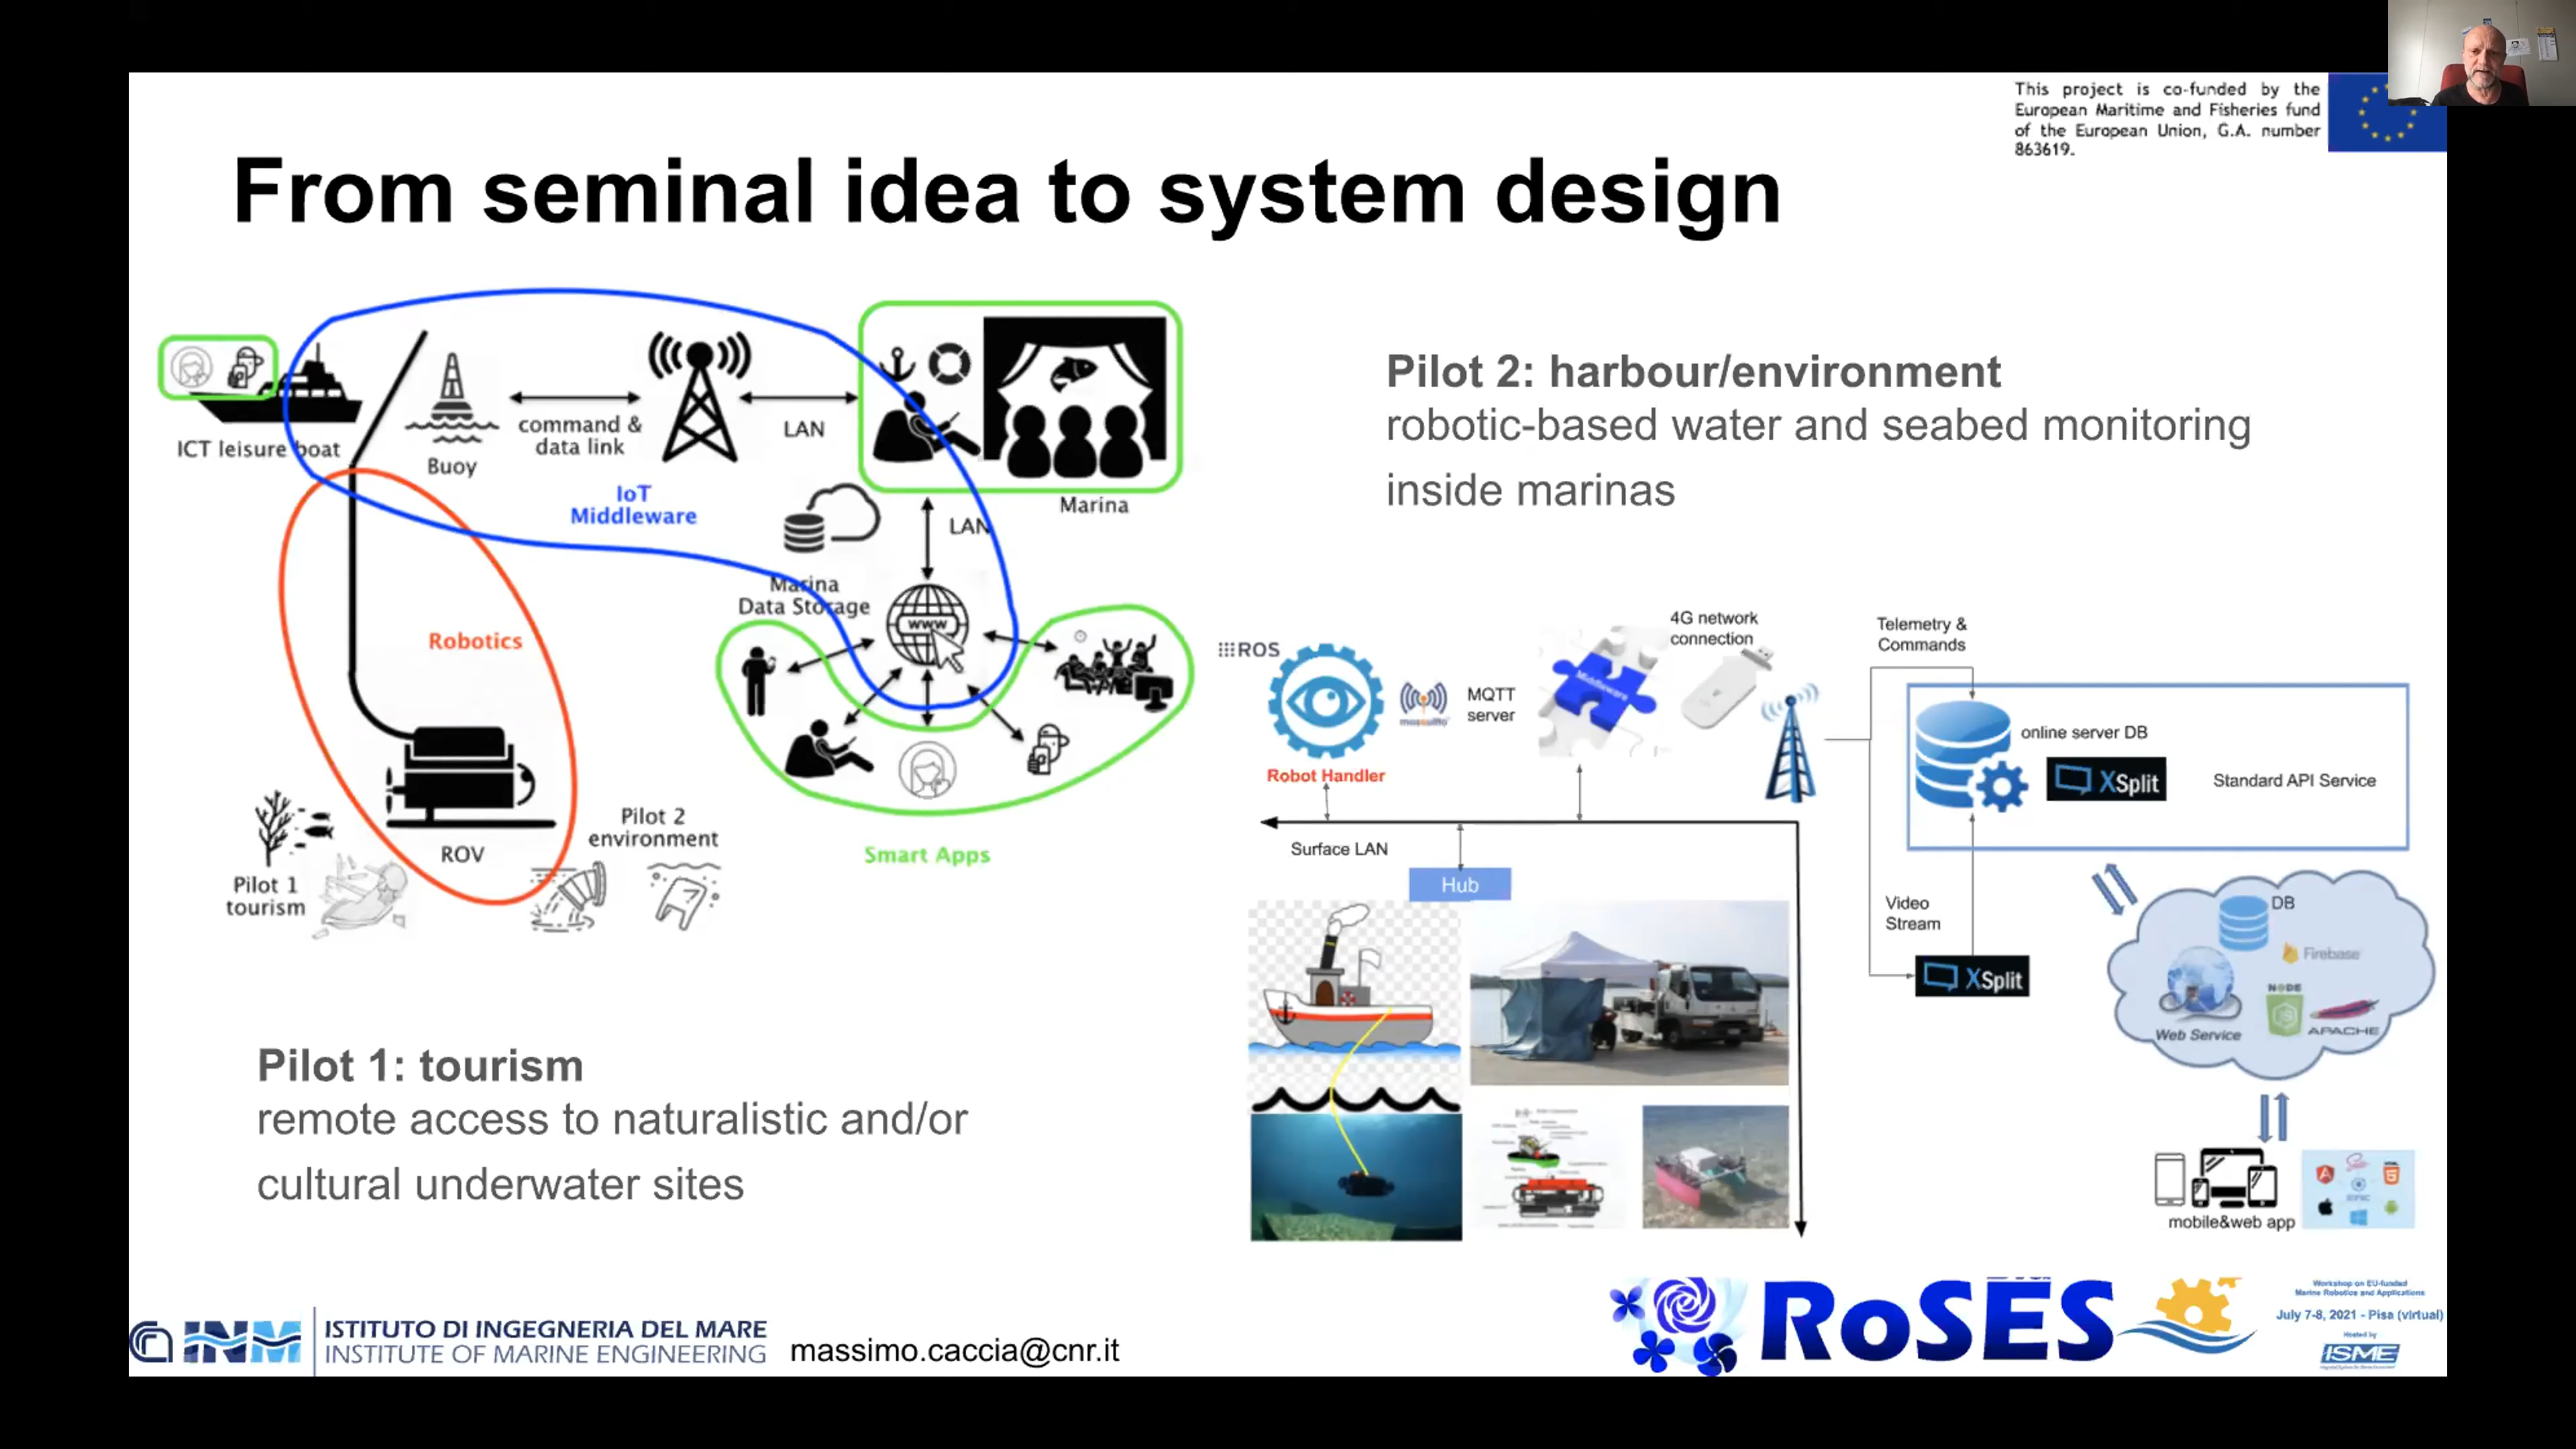 This project is co-funded by the
European Maritime and Fisheries fund
of the European Union, G.A. number
863619.
From seminal idea to system design
ICT leisure boat
Buoy
command &
data link
LAN
IoT
Middleware
Marina
LAN
Marina
Data Storage
www
Robotics
ROV
Pilot 1
tourism
Pilot 2
environment
Smart Apps
Pilot 1: tourism
remote access to naturalistic and/or
cultural underwater sites
Pilot 2: harbour/environment
robotic-based water and seabed monitoring
inside marinas
ROS
Robot Handler
mosquitto
MQTT
server
Middleware
4G network
connection
Telemetry &
Commands
online server DB
XSplit
Standard API Service
Surface LAN
Hub
Video
Stream
XSplit
DB
Firebase
Web Service
NODE
JS
APACHE
mobile&web app
INM
ISTITUTO DI INGEGNERIA DEL MARE
INSTITUTE OF MARINE ENGINEERING
massimo.caccia@cnr.it
RoSES
Workshop on EU-funded
Marine Robotics and Applications
July 7-8, 2021 - Pisa (virtual)
Hosted by
ISME